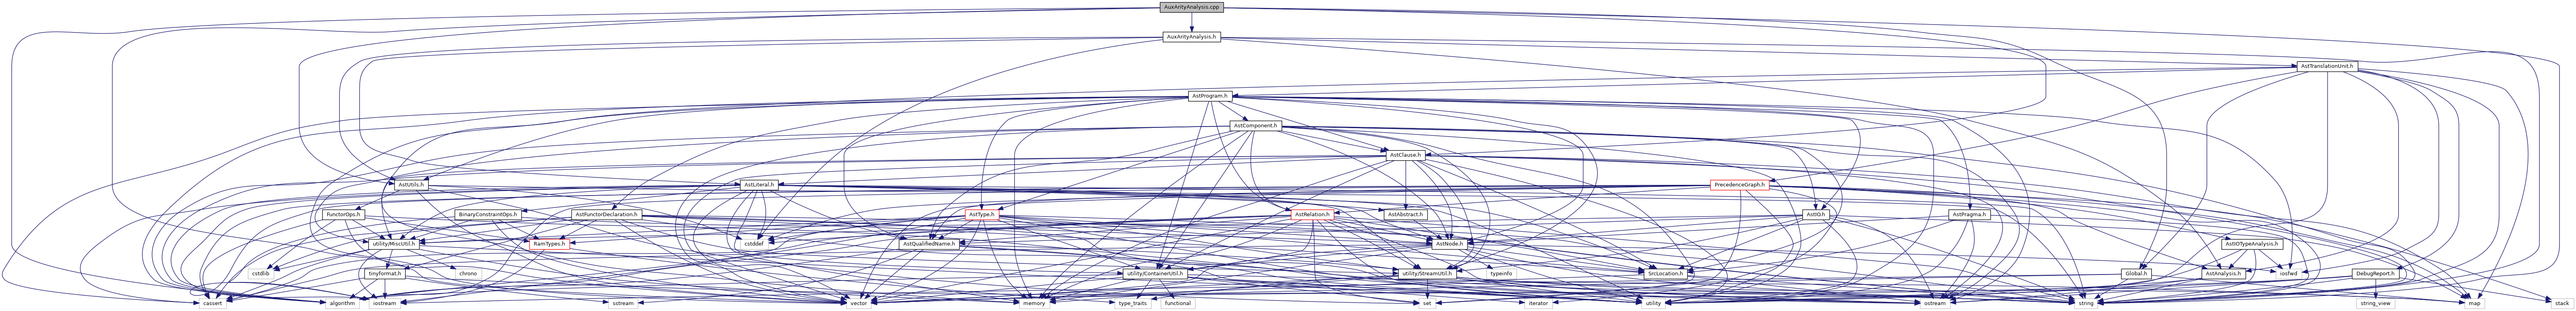 AuxArityAnalysis.cpp
AuxArityAnalysis.h
AstTranslationUnit.h
AstProgram.h
AstComponent.h
AstClause.h
AstUtils.h AstLiteral.h PrecedenceGraph.h
FunctorOps.h BinaryConstraintOps.h AstFunctorDeclaration.h AstType.h AstRelation.h AstAbstract.h AstIO.h AstPragma.h
utility/MiscUtil.h RamTypes.h cstddef AstQualifiedName.h AstNode.h AstIOTypeAnalysis.h
cstdlib tinyformat.h chrono utility/ContainerUtil.h utility/StreamUtil.h typeinfo SrcLocation.h Global.h AstAnalysis.h iosfwd DebugReport.h
cassert algorithm iostream sstream vector memory type_traits functional set iterator utility ostream string string_view map stack